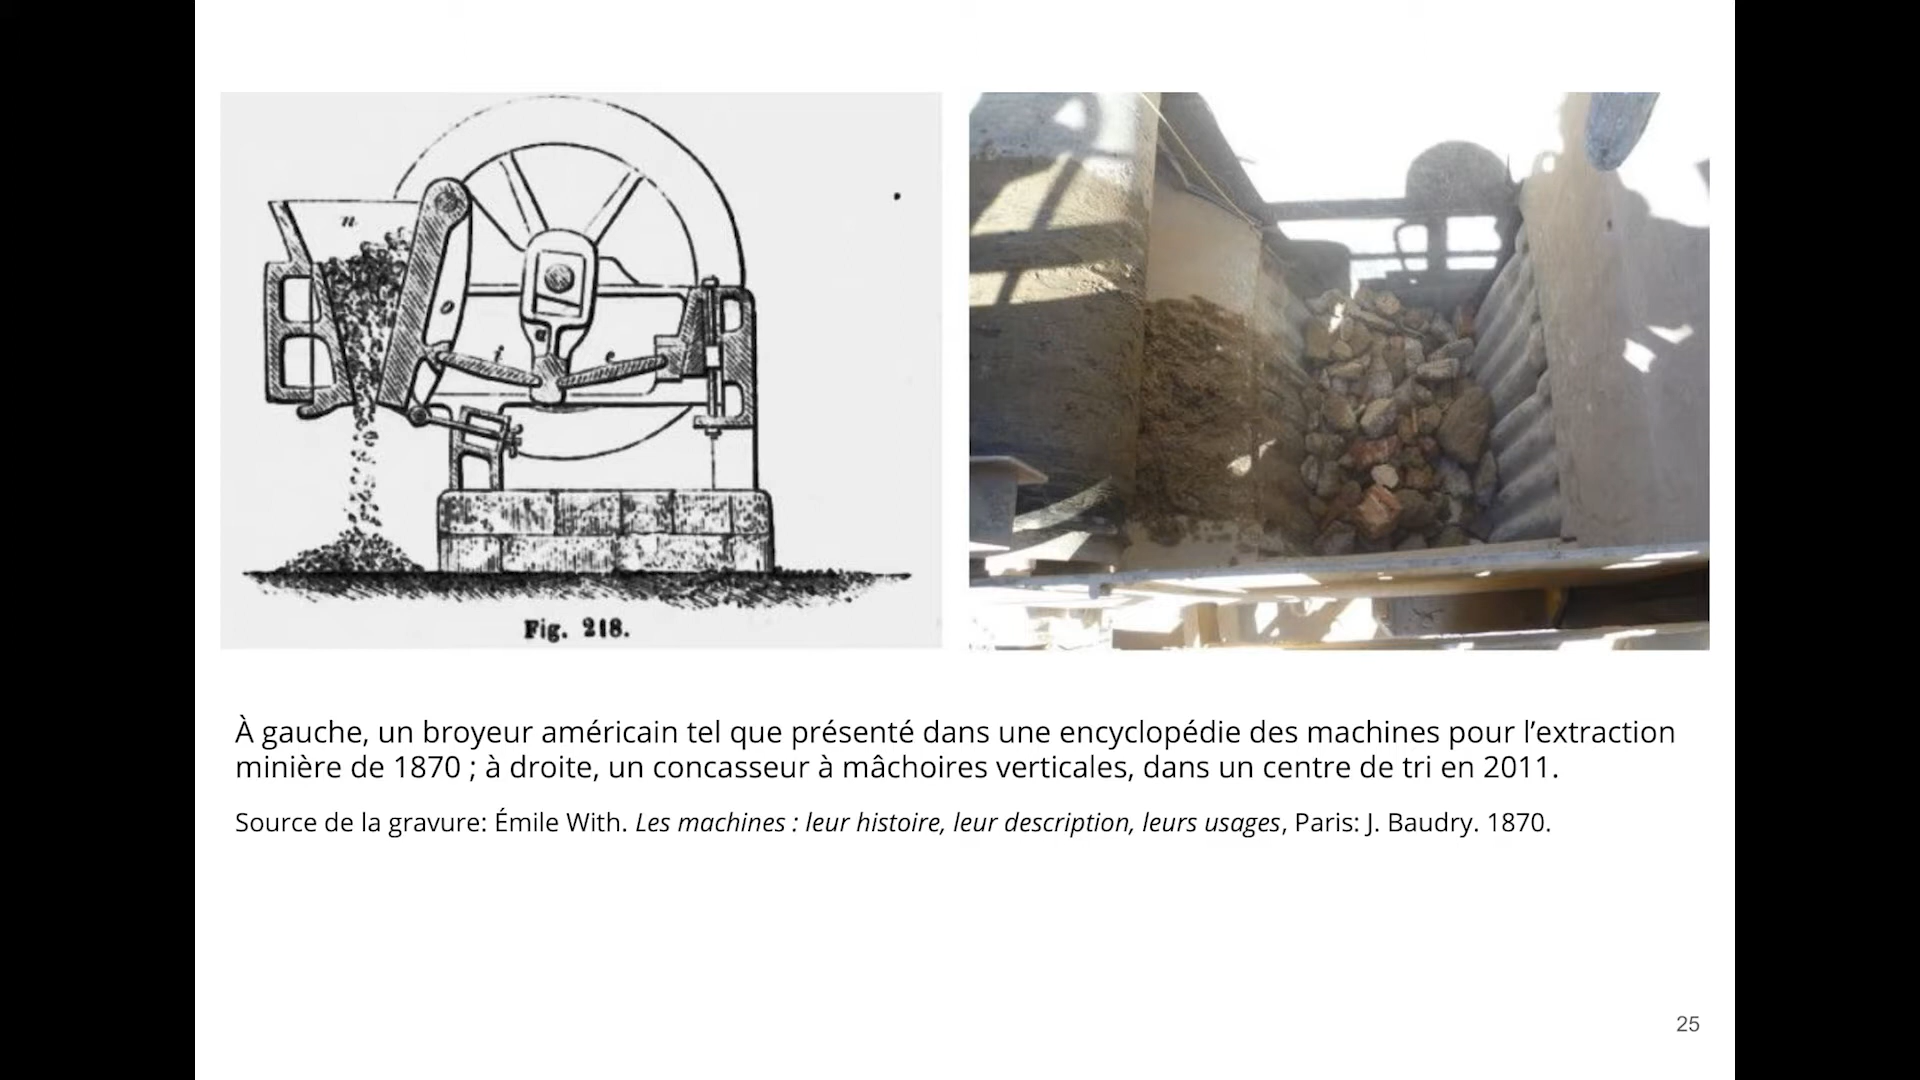 n
o
i
e
Fig. 218.
À gauche, un broyeur américain tel que présenté dans une encyclopédie des machines pour l’extraction
minière de 1870 ; à droite, un concasseur à mâchoires verticales, dans un centre de tri en 2011.
Source de la gravure: Émile With. Les machines : leur histoire, leur description, leurs usages, Paris: J. Baudry. 1870.
25